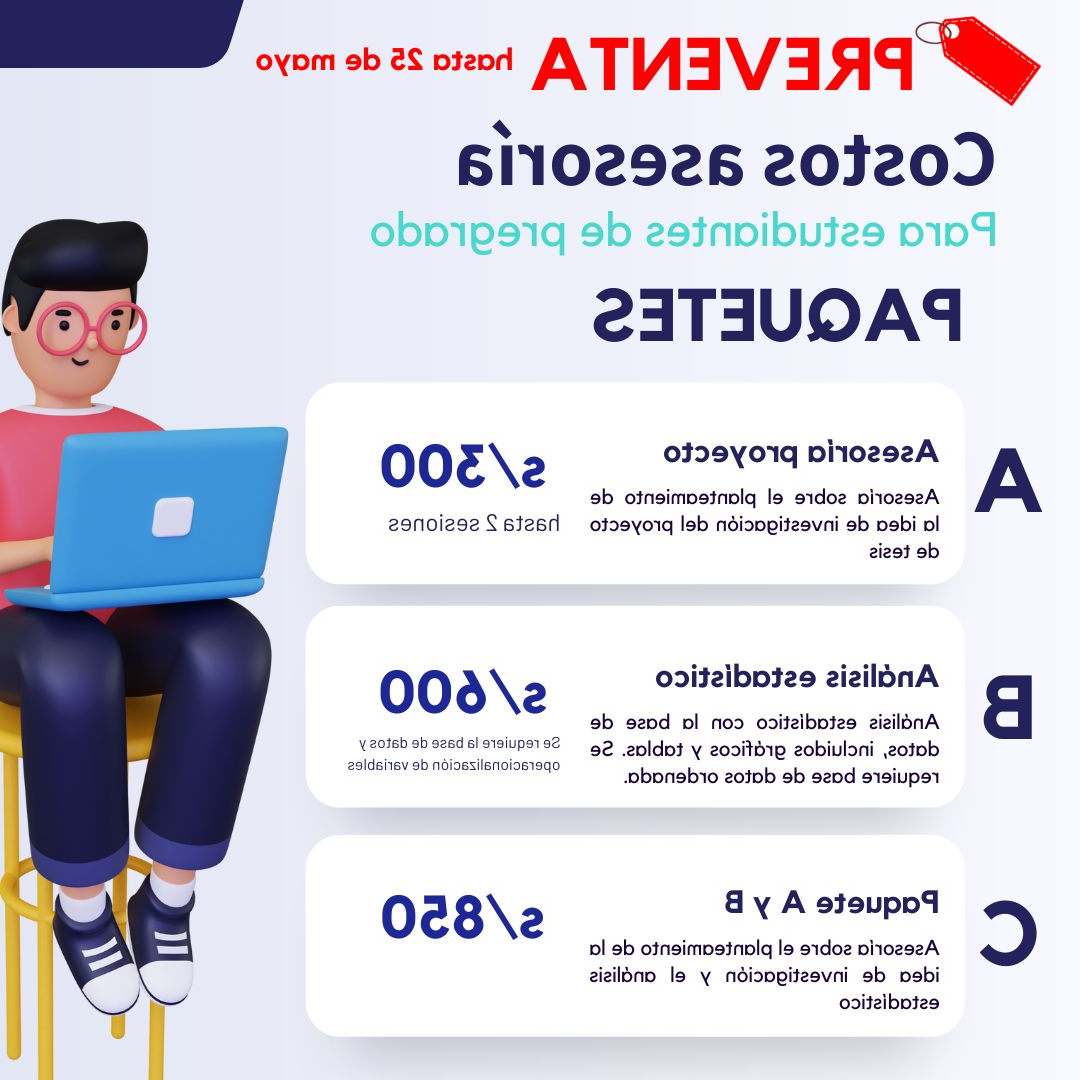 PREVENTA hasta 25 de mayo
Costos asesoría
Para estudiantes de pregrado
PAQUETES
A
Asesoría proyecto
Asesoría sobre el planteamiento de
la idea de investigación del proyecto
de tesis
s/300
hasta 2 sesiones
B
Análisis estadístico
Análisis estadístico con la base de
datos, incluidos gráficos y tablas. Se
requiere base de datos ordenada.
s/600
Se requiere la base de datos y
operacionalización de variables
C
Paquete A y B
Asesoría sobre el planteamiento de la
idea de investigación y el análisis
estadístico
s/850